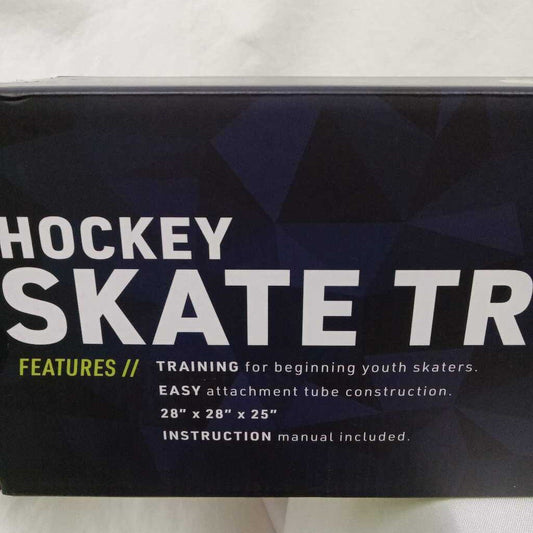 HOCKEY
SKATE TR
FEATURES // TRAINING for beginning youth skaters.
EASY attachment tube construction.
28" x 28" x 25"
INSTRUCTION manual included.